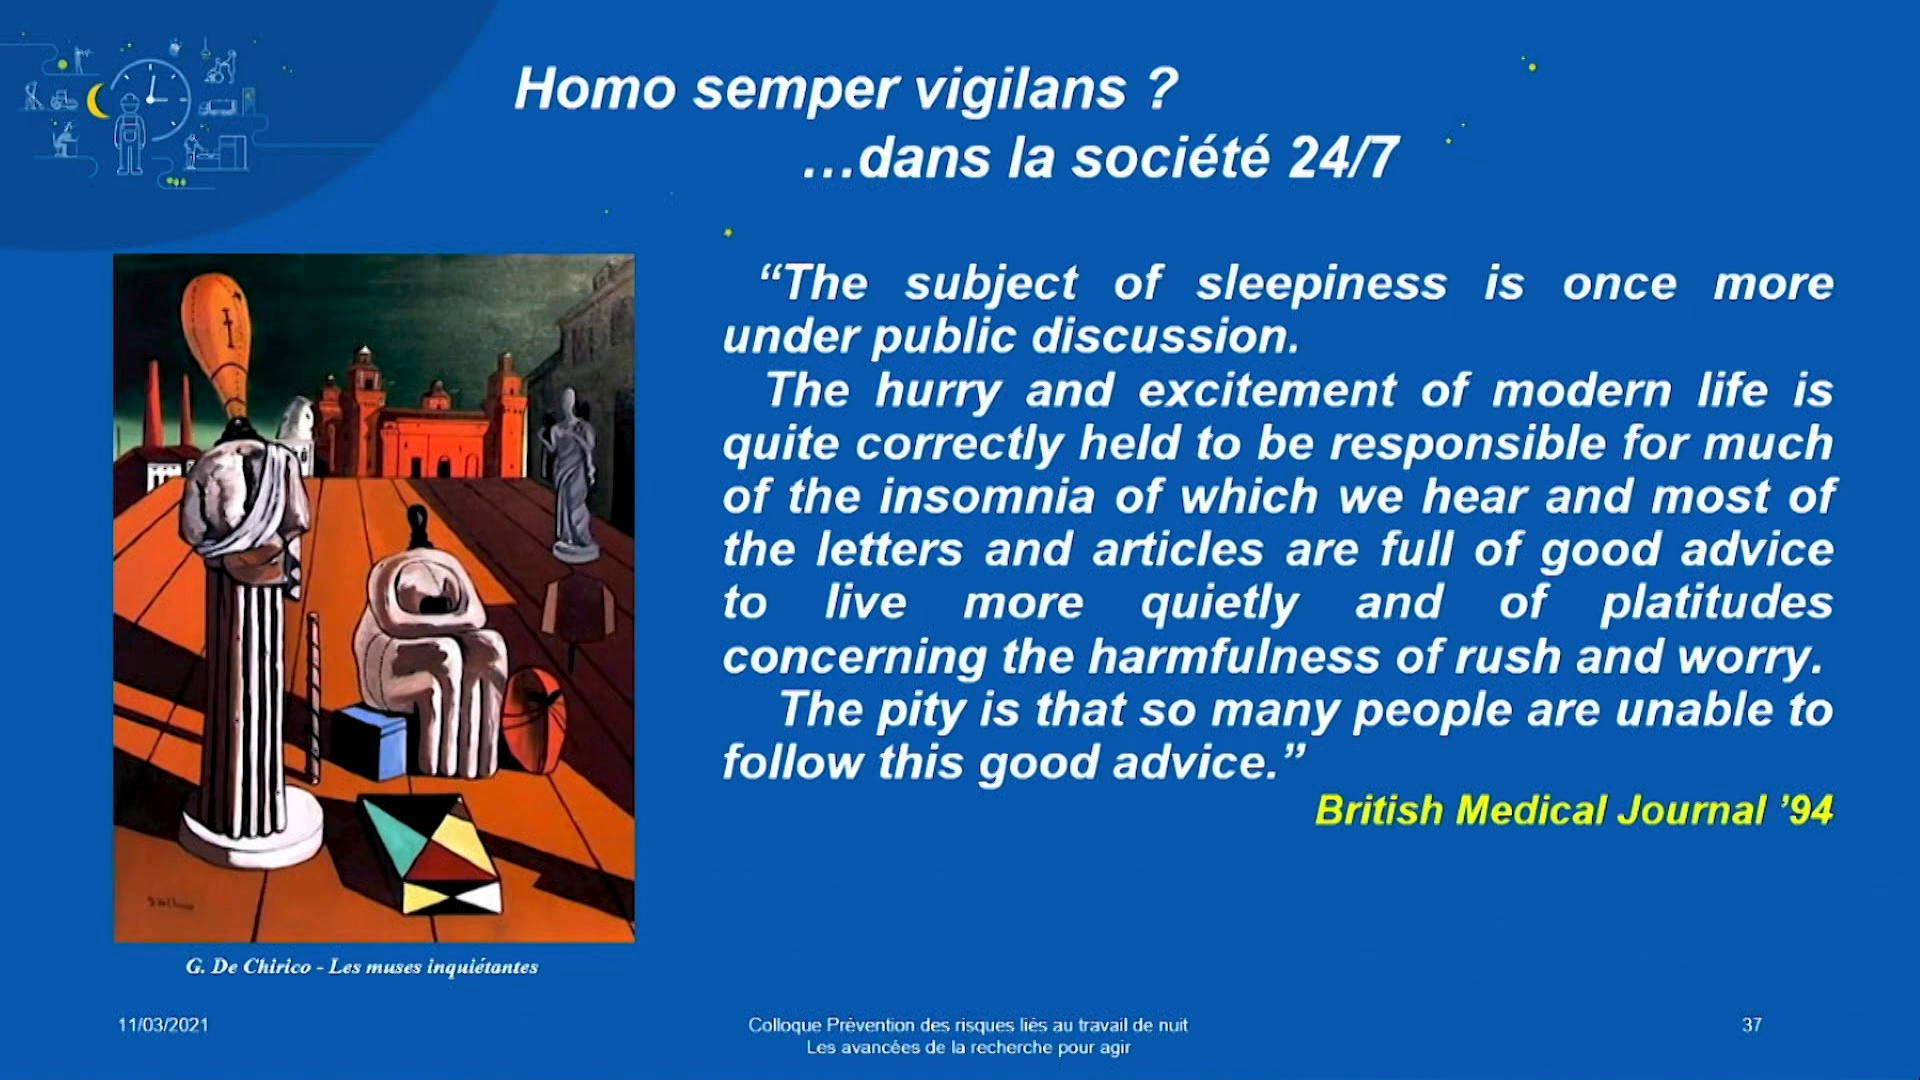 Homo semper vigilans ?
…dans la société 24/7
“The subject of sleepiness is once more
under public discussion.
The hurry and excitement of modern life is
quite correctly held to be responsible for much
of the insomnia of which we hear and most of
the letters and articles are full of good advice
to live more quietly and of platitudes
concerning the harmfulness of rush and worry.
The pity is that so many people are unable to
follow this good advice.”
British Medical Journal ’94
G. De Chirico - Les muses inquiétantes
11/03/2021
Colloque Prévention des risques liés au travail de nuit
Les avancées de la recherche pour agir
37